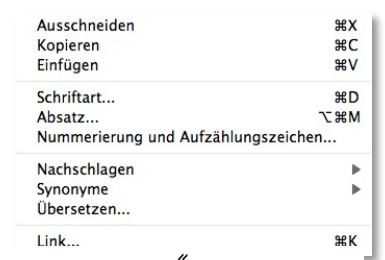 Ausschneiden ⌘X
Kopieren ⌘C
Einfügen ⌘V
Schriftart... ⌘D
Absatz... ⌥⌘M
Nummerierung und Aufzählungszeichen...
Nachschlagen ▶
Synonyme ▶
Übersetzen...
Link... ⌘K
«